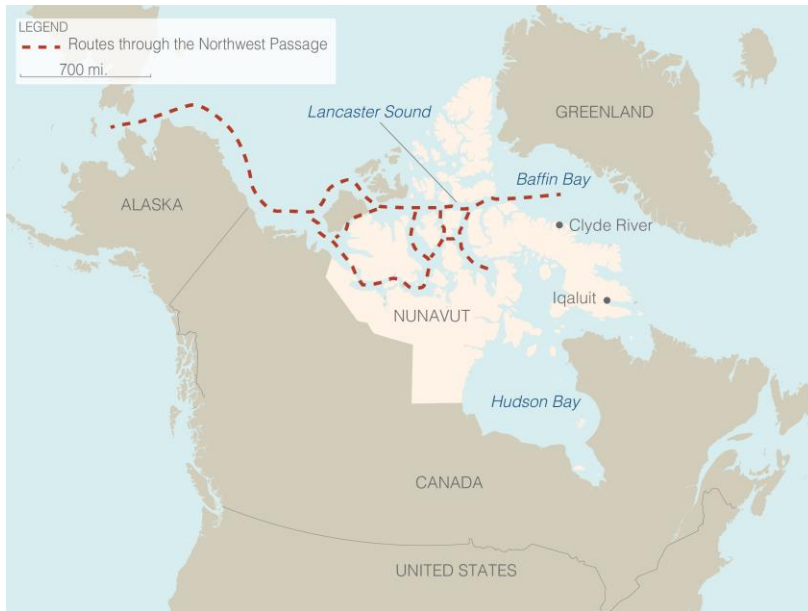 LEGEND
Routes through the Northwest Passage
700 mi.
Lancaster Sound
GREENLAND
Baffin Bay
ALASKA
Clyde River
Iqaluit
NUNAVUT
Hudson Bay
CANADA
UNITED STATES